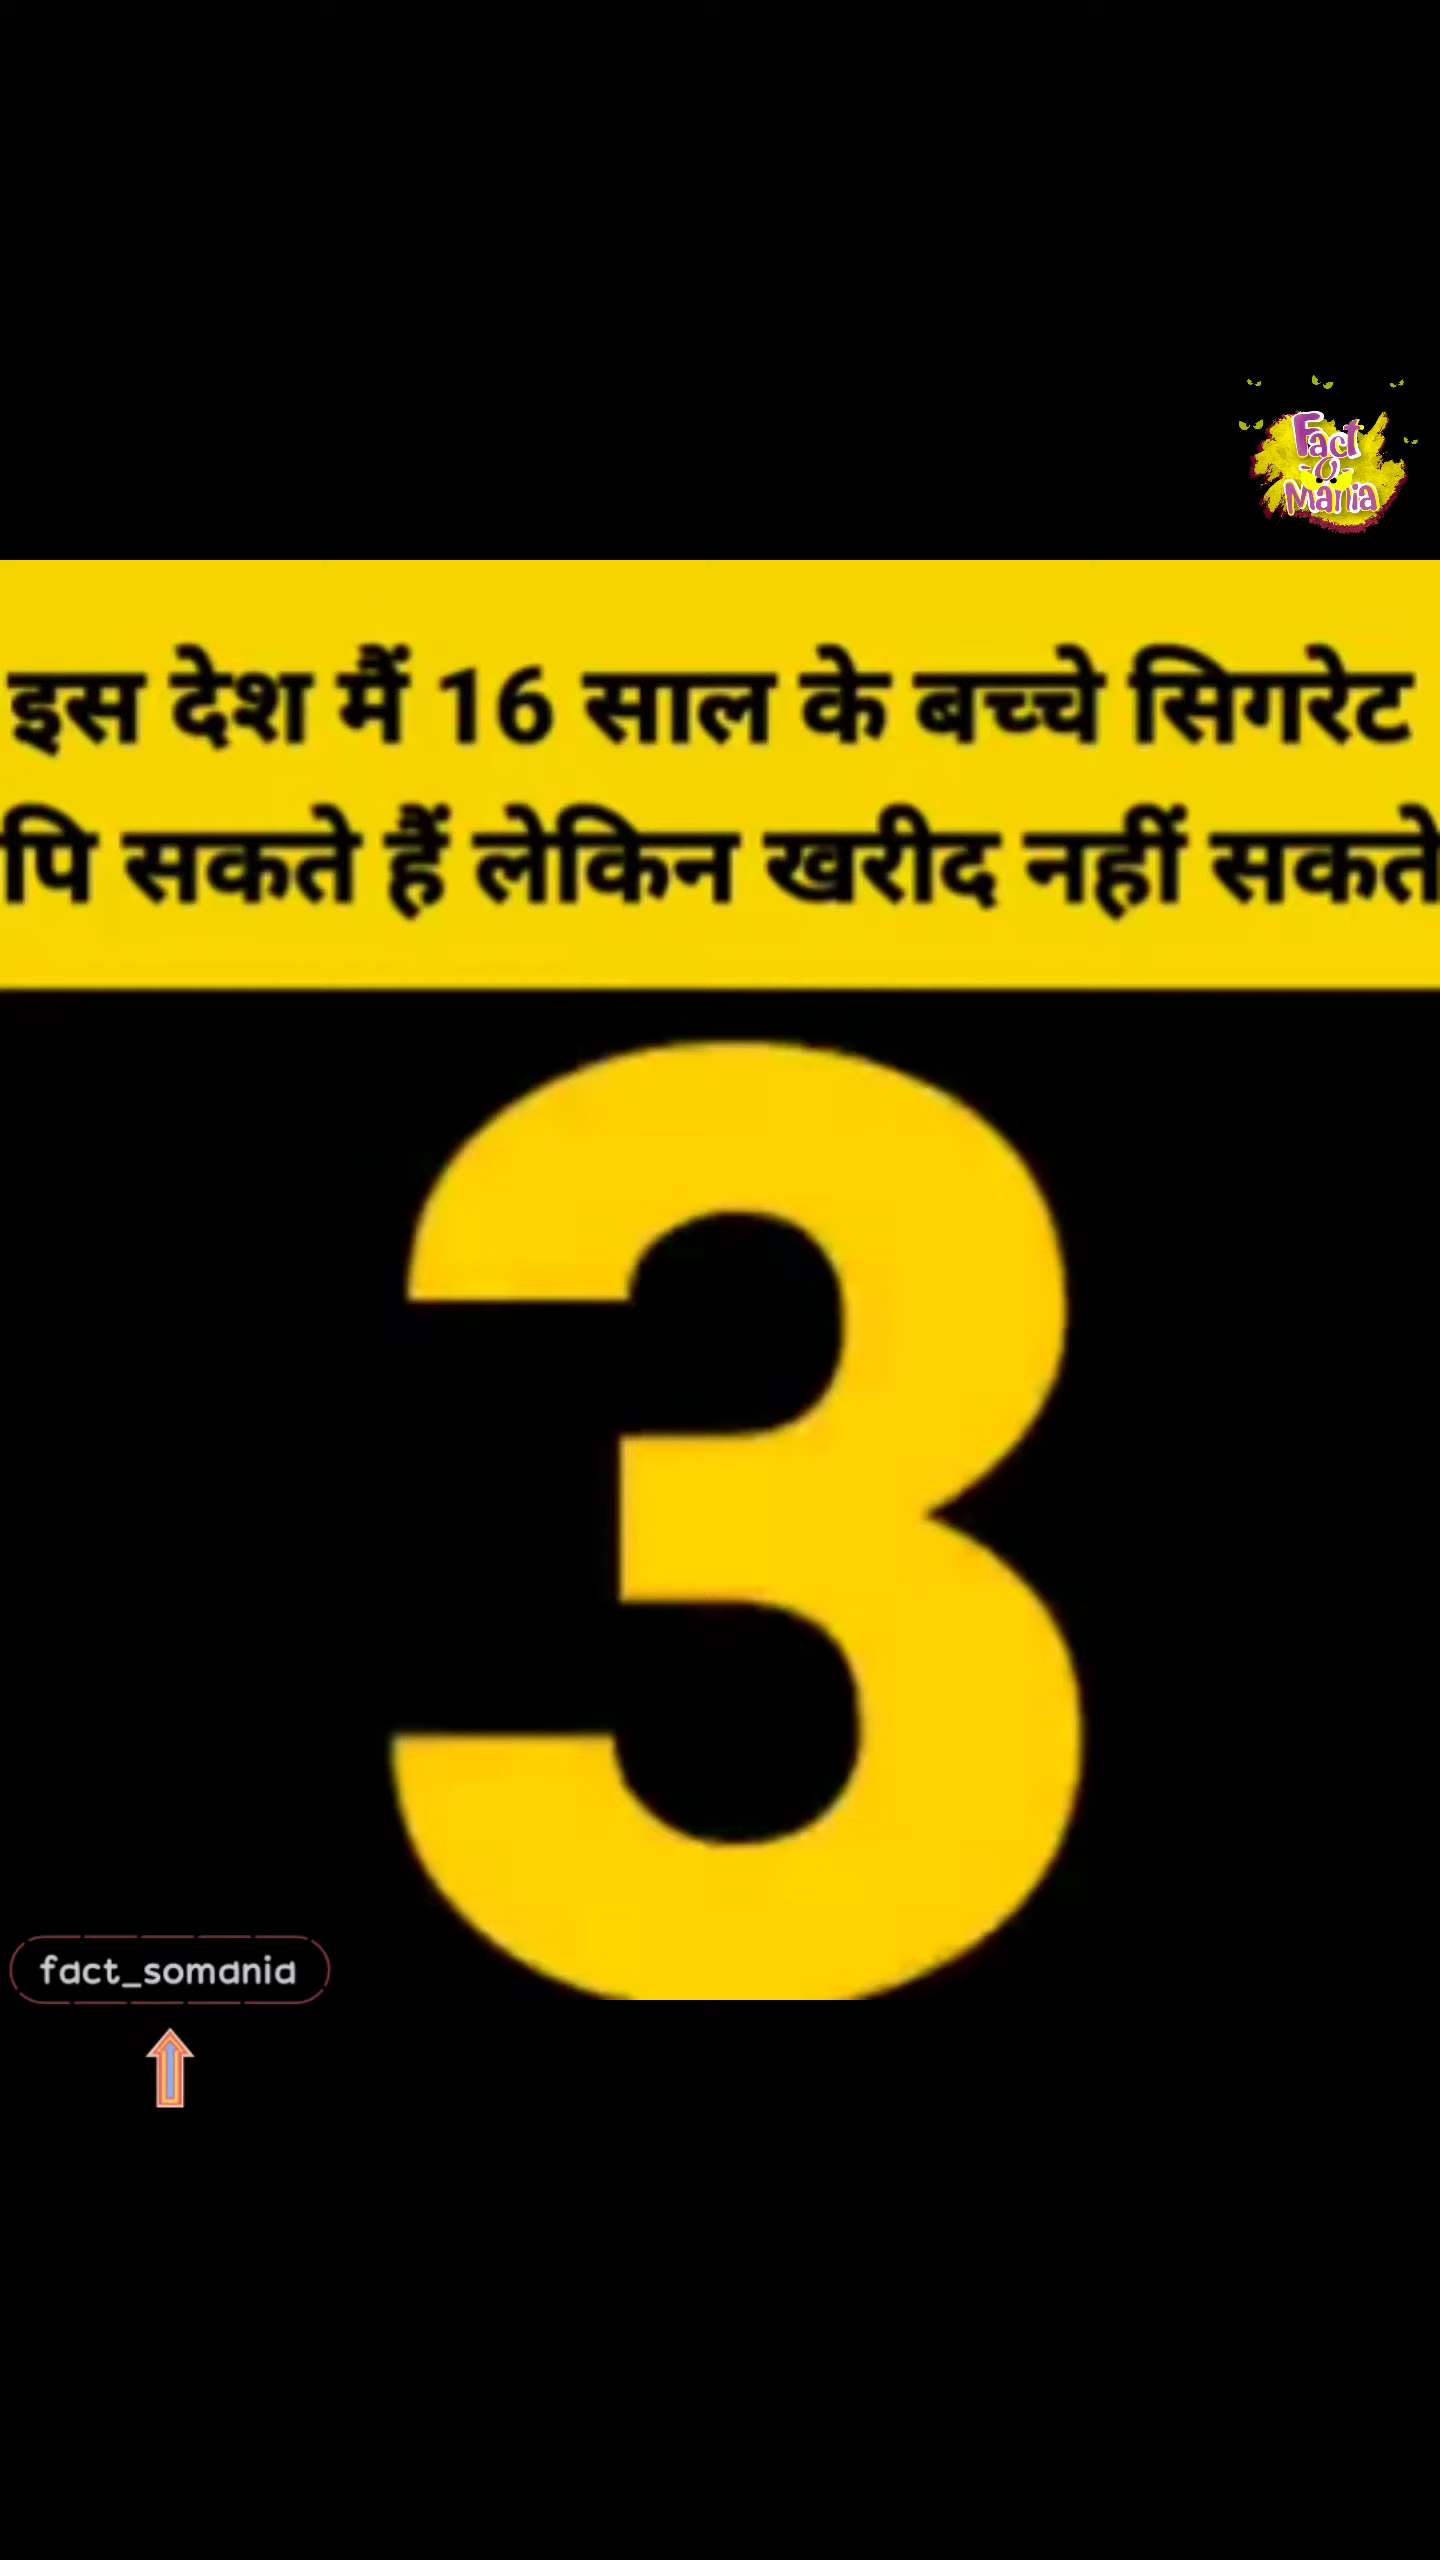 Fact
O
Mania
इस देश मैं 16 साल के बच्चे सिगरेट
पि सकते हैं लेकिन खरीद नहीं सकते
3
fact_somania